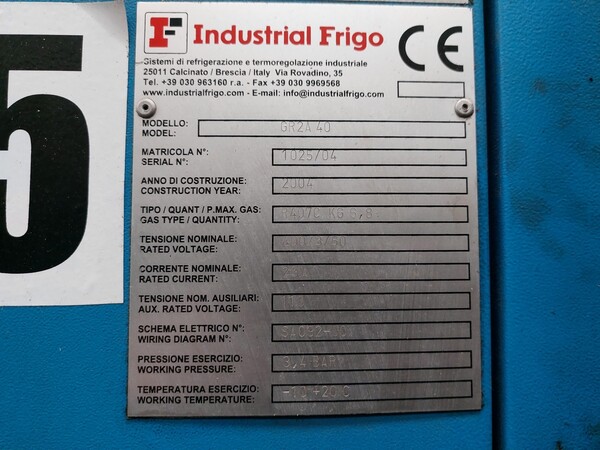 5
IF Industrial Frigo CE
Sistemi di refrigerazione e termoregolazione industriale
25011 Calcinato / Brescia / Italy Via Rovadino, 35
Tel. +39 030 963160 r.a. - Fax +39 030 9969568
www.industrialfrigo.com - E-mail: info@industrialfrigo.com
MODELLO: GR2A 40
MODEL:
MATRICOLA N°: 1025/04
SERIAL N°:
ANNO DI COSTRUZIONE: 2004
CONSTRUCTION YEAR:
TIPO / QUANT / P.MAX. GAS: R407C KG
GAS TYPE / QUANTITY:
TENSIONE NOMINALE:
RATED VOLTAGE:
CORRENTE NOMINALE:
RATED CURRENT:
TENSIONE NOM. AUSILIARI:
AUX. RATED VOLTAGE:
SCHEMA ELETTRICO N°:
WIRING DIAGRAM N°:
PRESSIONE ESERCIZIO:
WORKING PRESSURE:
TEMPERATURA ESERCIZIO:
WORKING TEMPERATURE: